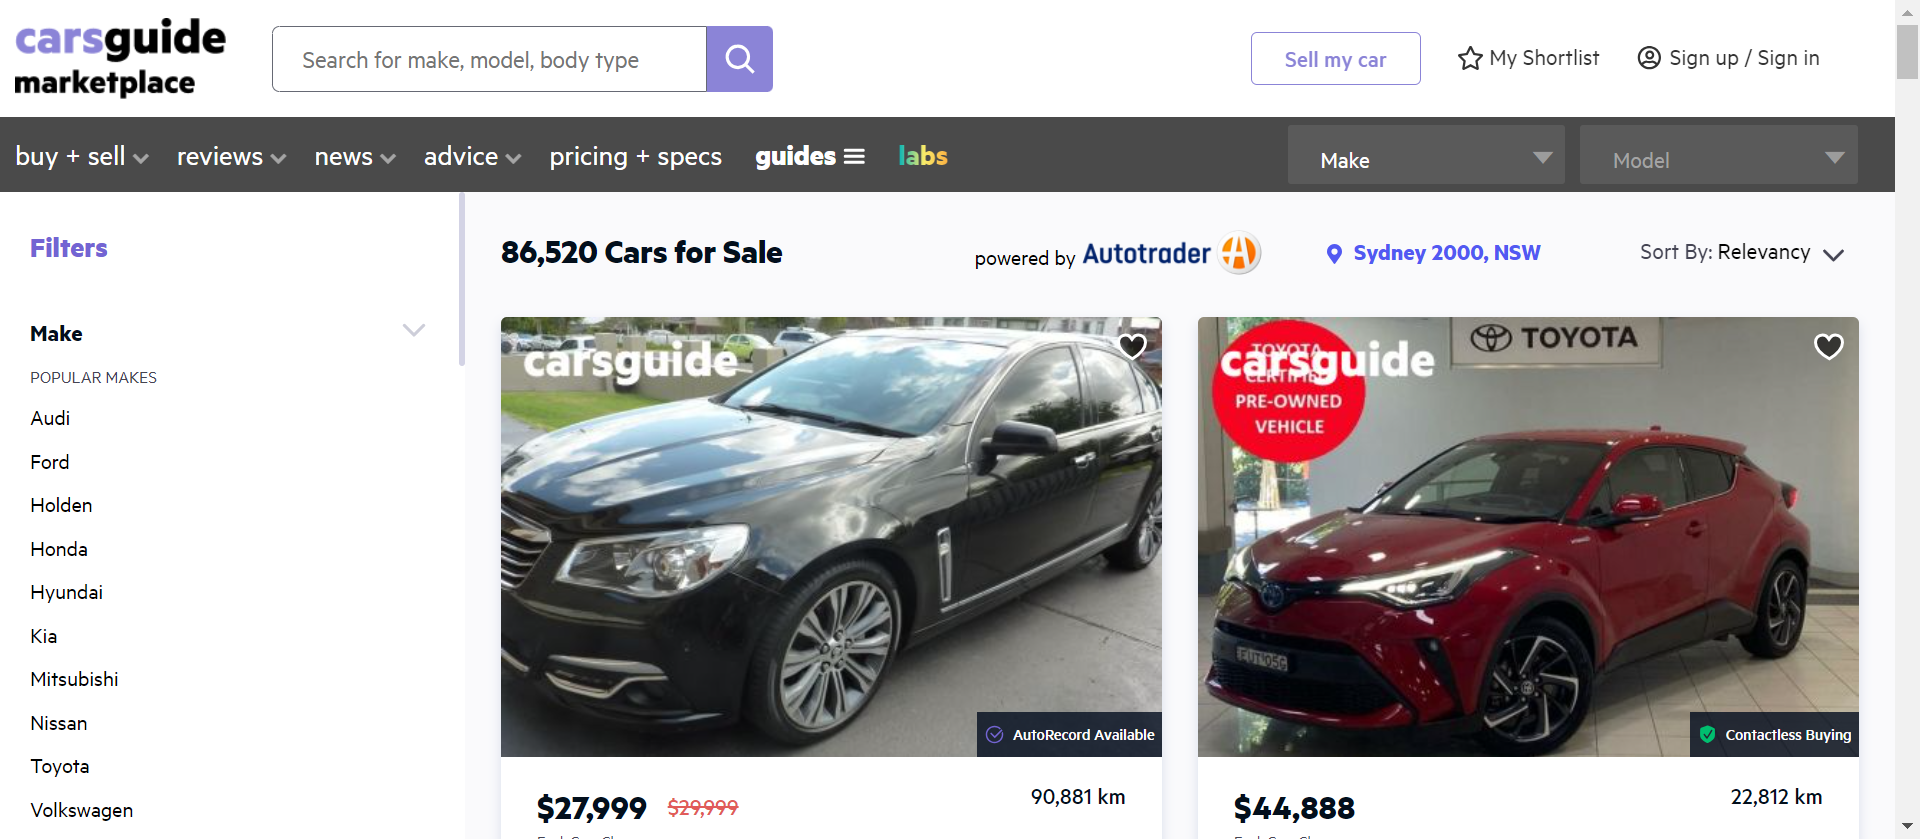 carsguide
marketplace
Search for make, model, body type
Sell my car
My Shortlist
Sign up / Sign in
buy + sell
reviews
news
advice
pricing + specs
guides
labs
Make
Model
Filters
86,520 Cars for Sale
powered by Autotrader
Sydney 2000, NSW
Sort By: Relevancy
Make
POPULAR MAKES
Audi
Ford
Holden
Honda
Hyundai
Kia
Mitsubishi
Nissan
Toyota
Volkswagen
carsguide
AutoRecord Available
$27,999 $29,999
90,881 km
TOYOTA
carsguide
TOYOTA
CERTIFIED
PRE-OWNED
VEHICLE
Contactless Buying
$44,888
22,812 km